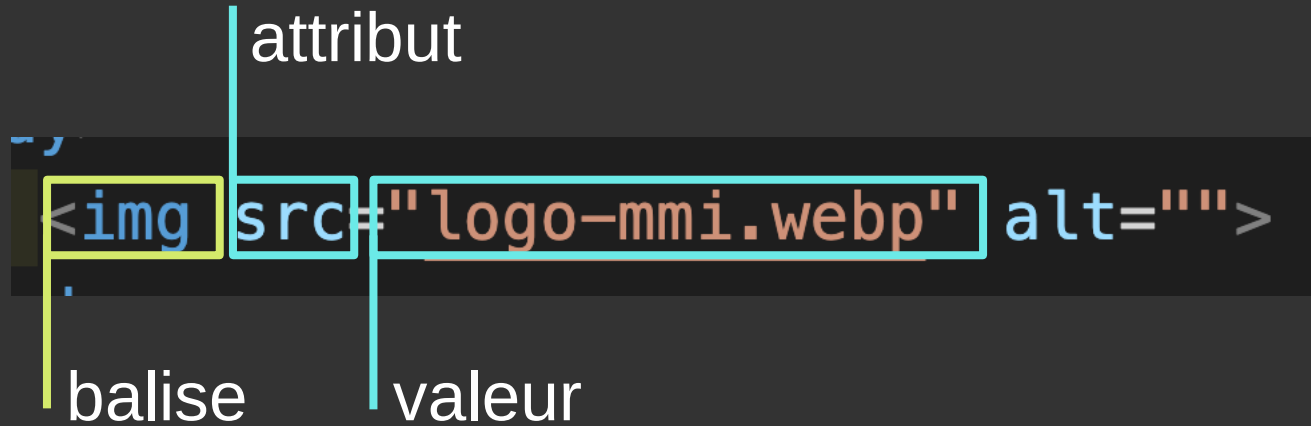 attribut
<img src="logo-mmi.webp" alt="">
balise
valeur